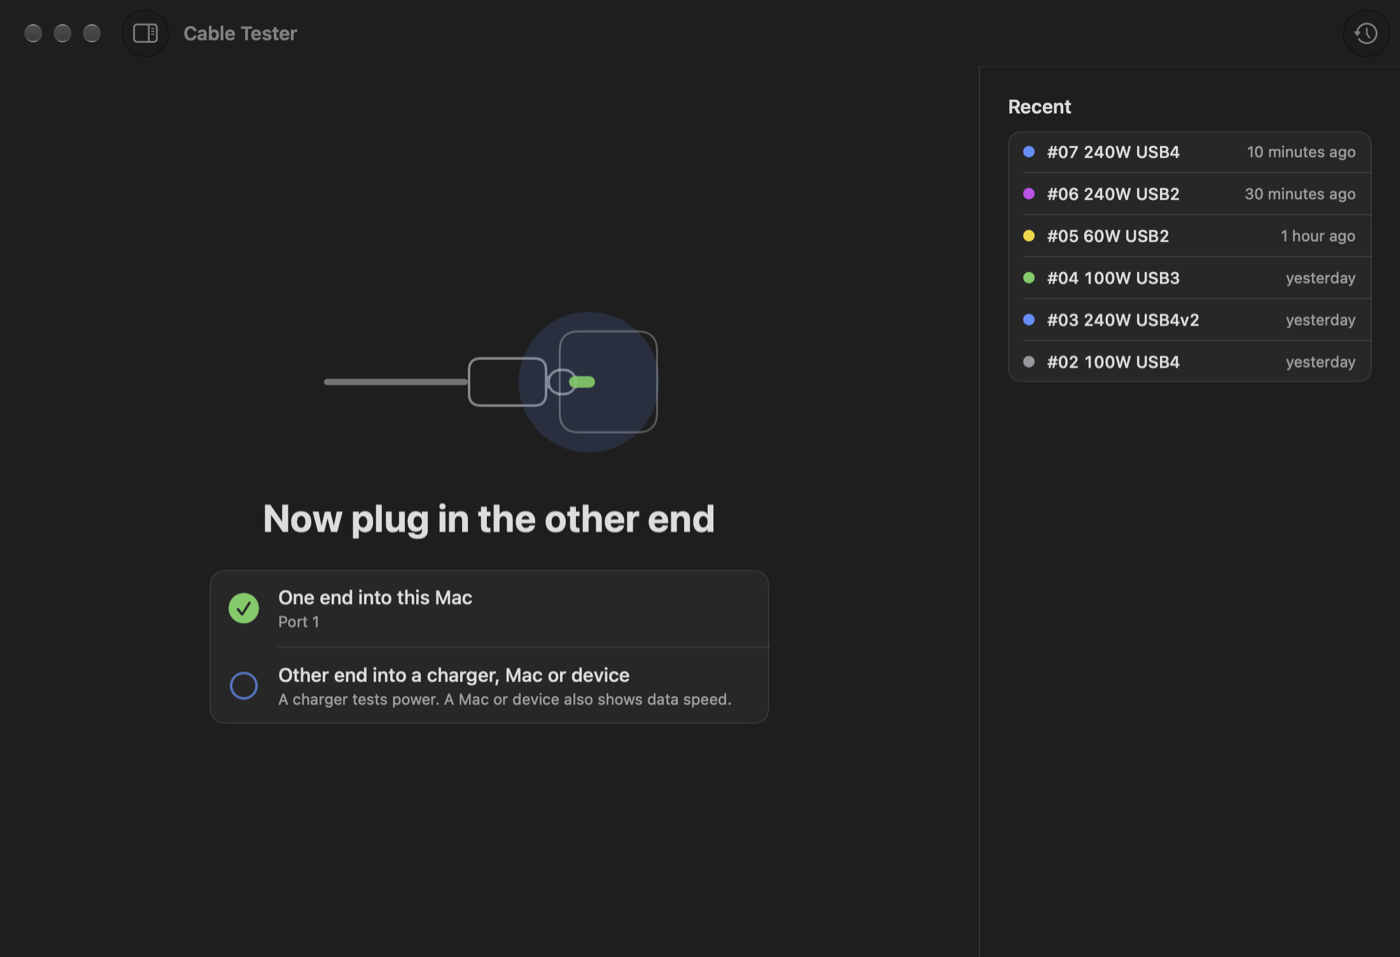 Cable Tester
Now plug in the other end
One end into this Mac
Port 1
Other end into a charger, Mac or device
A charger tests power. A Mac or device also shows data speed.
Recent
#07 240W USB4 10 minutes ago
#06 240W USB2 30 minutes ago
#05 60W USB2 1 hour ago
#04 100W USB3 yesterday
#03 240W USB4v2 yesterday
#02 100W USB4 yesterday